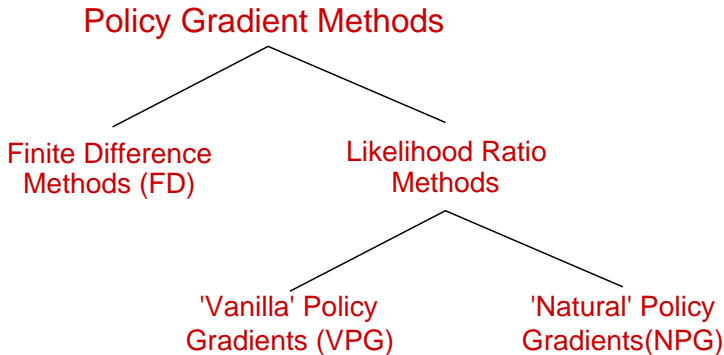 Policy Gradient Methods
Finite Difference
Methods (FD)
Likelihood Ratio
Methods
'Vanilla' Policy
Gradients (VPG)
'Natural' Policy
Gradients(NPG)